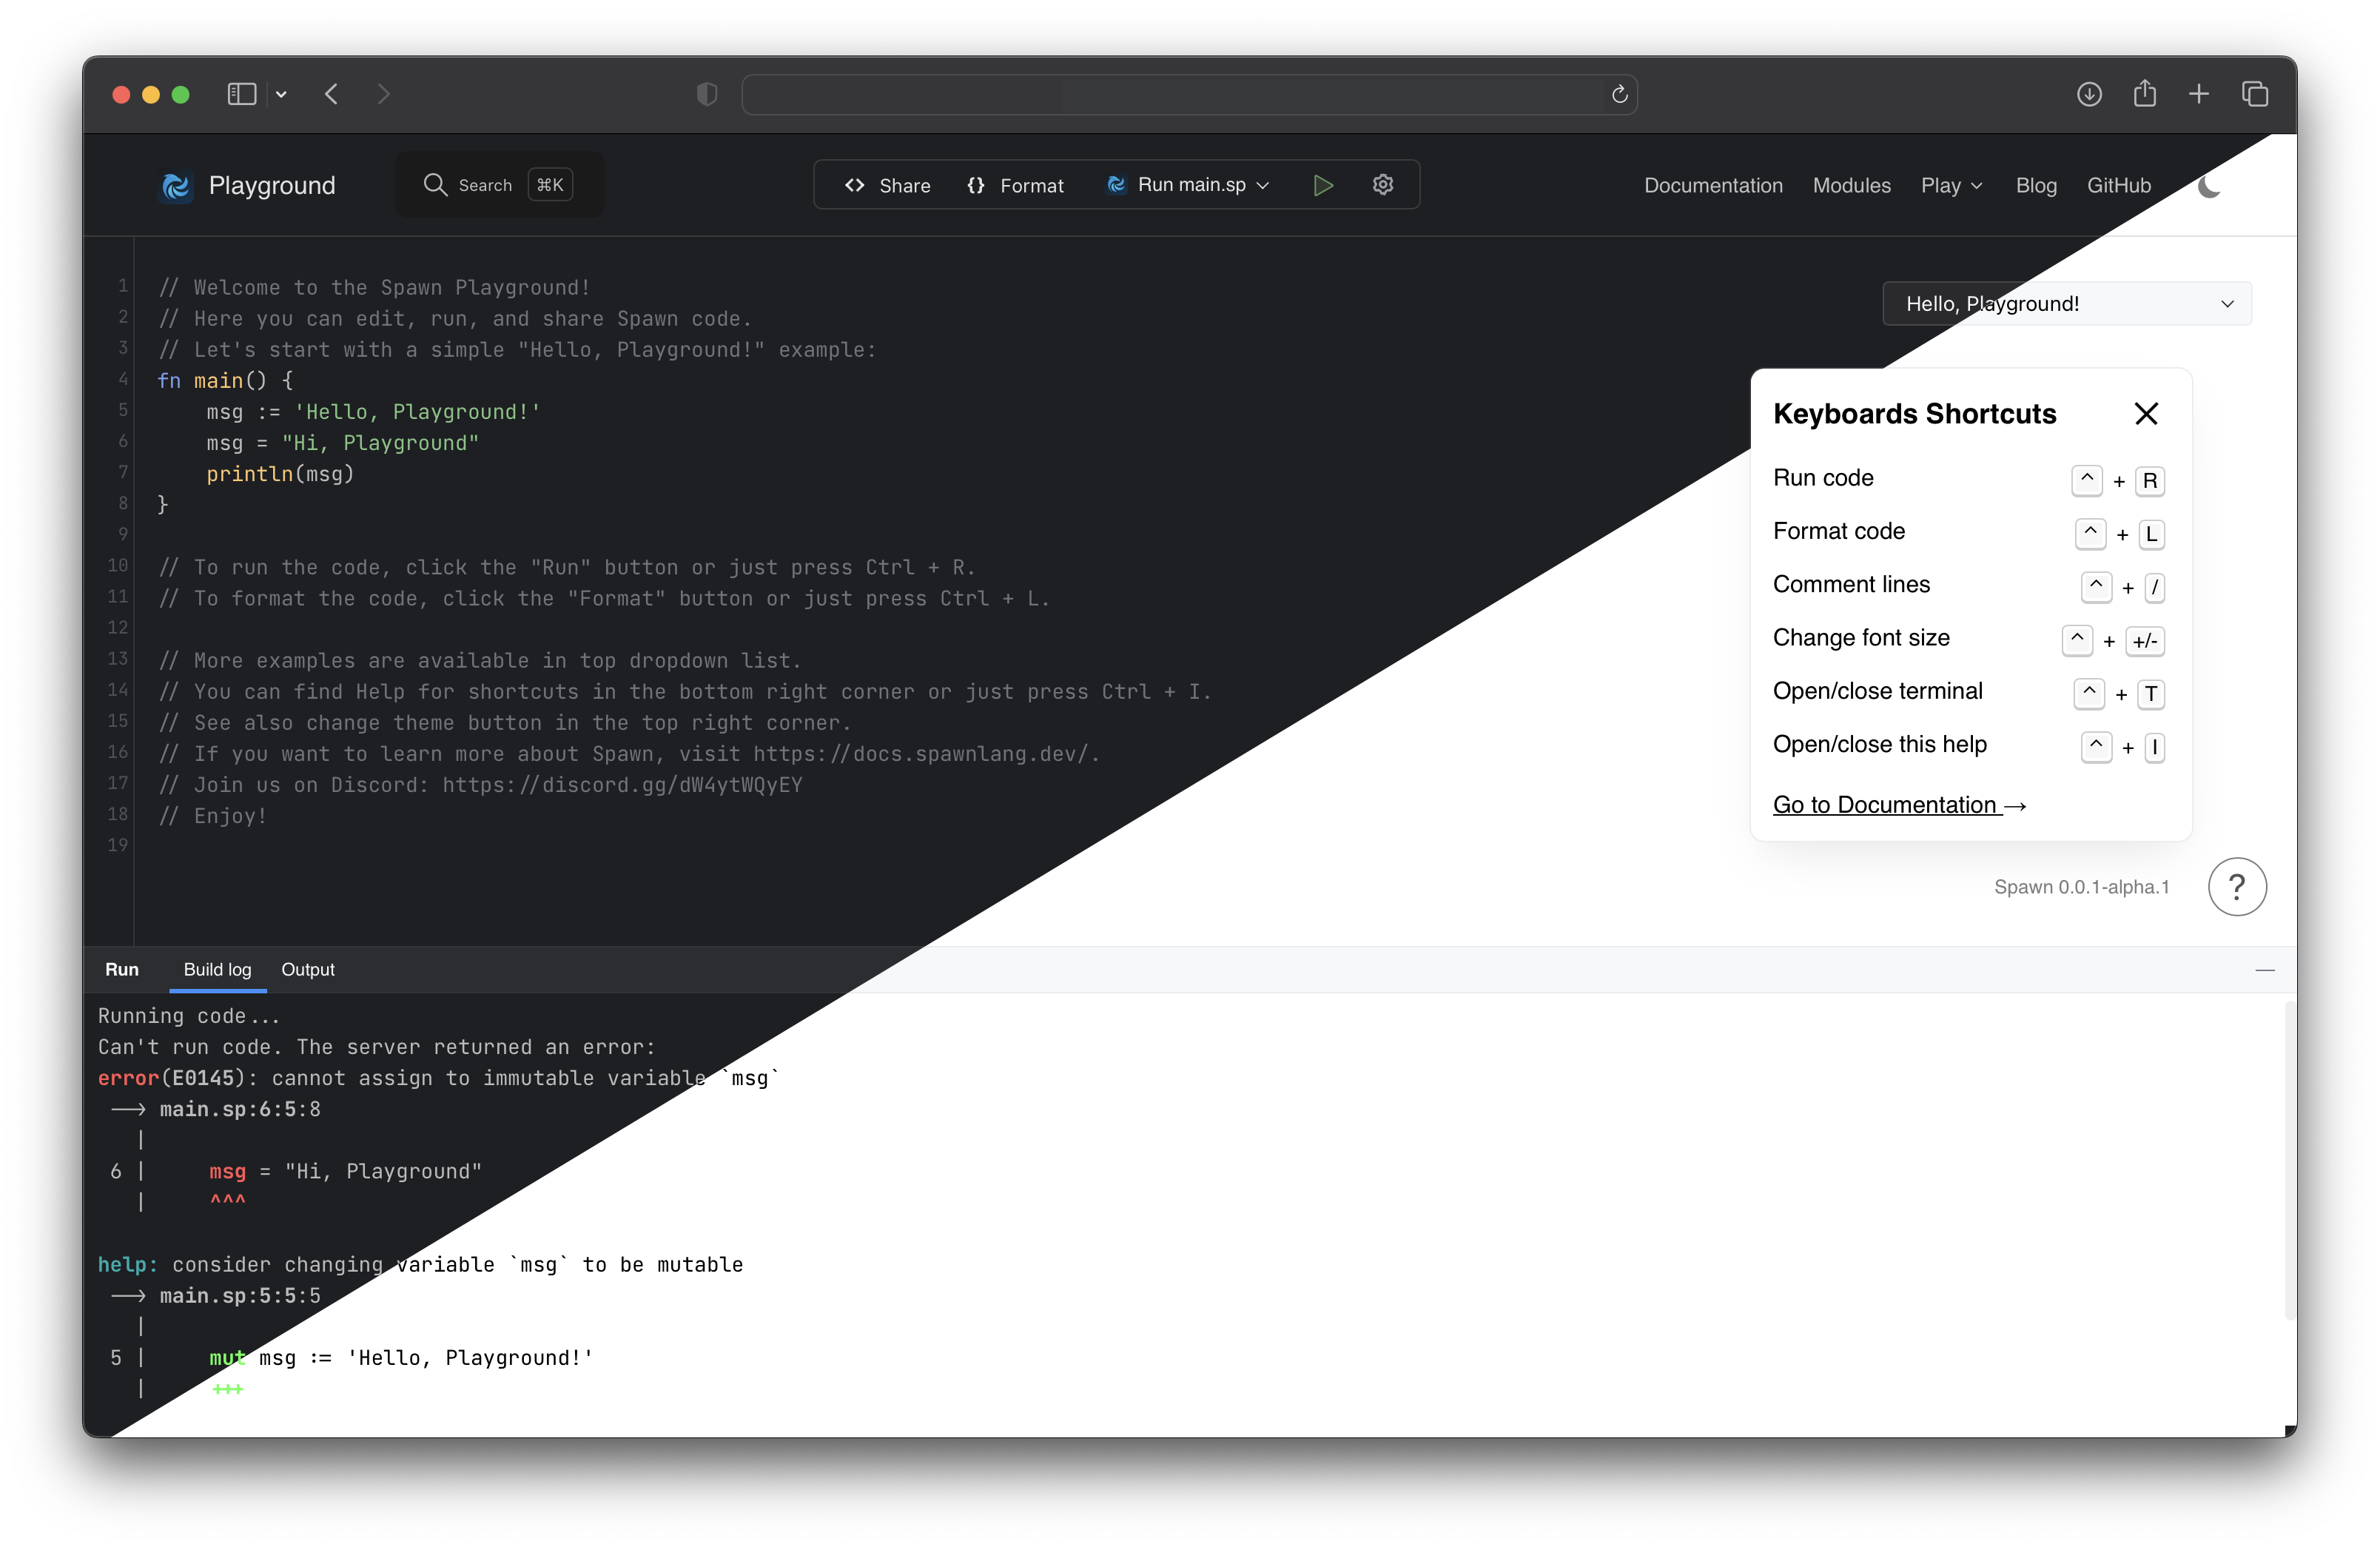 Playground
Search ⌘K
Share
Format
Run main.sp
Documentation
Modules
Play
Blog
GitHub
Hello, Playground!
1 // Welcome to the Spawn Playground!
2 // Here you can edit, run, and share Spawn code.
3 // Let's start with a simple "Hello, Playground!" example:
4 fn main() {
5     msg := 'Hello, Playground!'
6     msg = "Hi, Playground"
7     println(msg)
8 }
9
10 // To run the code, click the "Run" button or just press Ctrl + R.
11 // To format the code, click the "Format" button or just press Ctrl + L.
12
13 // More examples are available in top dropdown list.
14 // You can find Help for shortcuts in the bottom right corner or just press Ctrl + I.
15 // See also change theme button in the top right corner.
16 // If you want to learn more about Spawn, visit https://docs.spawnlang.dev/.
17 // Join us on Discord: https://discord.gg/dW4ytWQyEY
18 // Enjoy!
19
Keyboards Shortcuts
Run code ^ + R
Format code ^ + L
Comment lines ^ + /
Change font size ^ + +/-
Open/close terminal ^ + T
Open/close this help ^ + I
Go to Documentation →
Spawn 0.0.1-alpha.1
?
Run
Build log
Output
Running code...
Can't run code. The server returned an error:
error(E0145): cannot assign to immutable variable `msg`
 --> main.sp:6:5:8
   |
 6 |     msg = "Hi, Playground"
   |     ^^^
help: consider changing variable `msg` to be mutable
 --> main.sp:5:5:5
   |
 5 |     mut msg := 'Hello, Playground!'
   |     +++